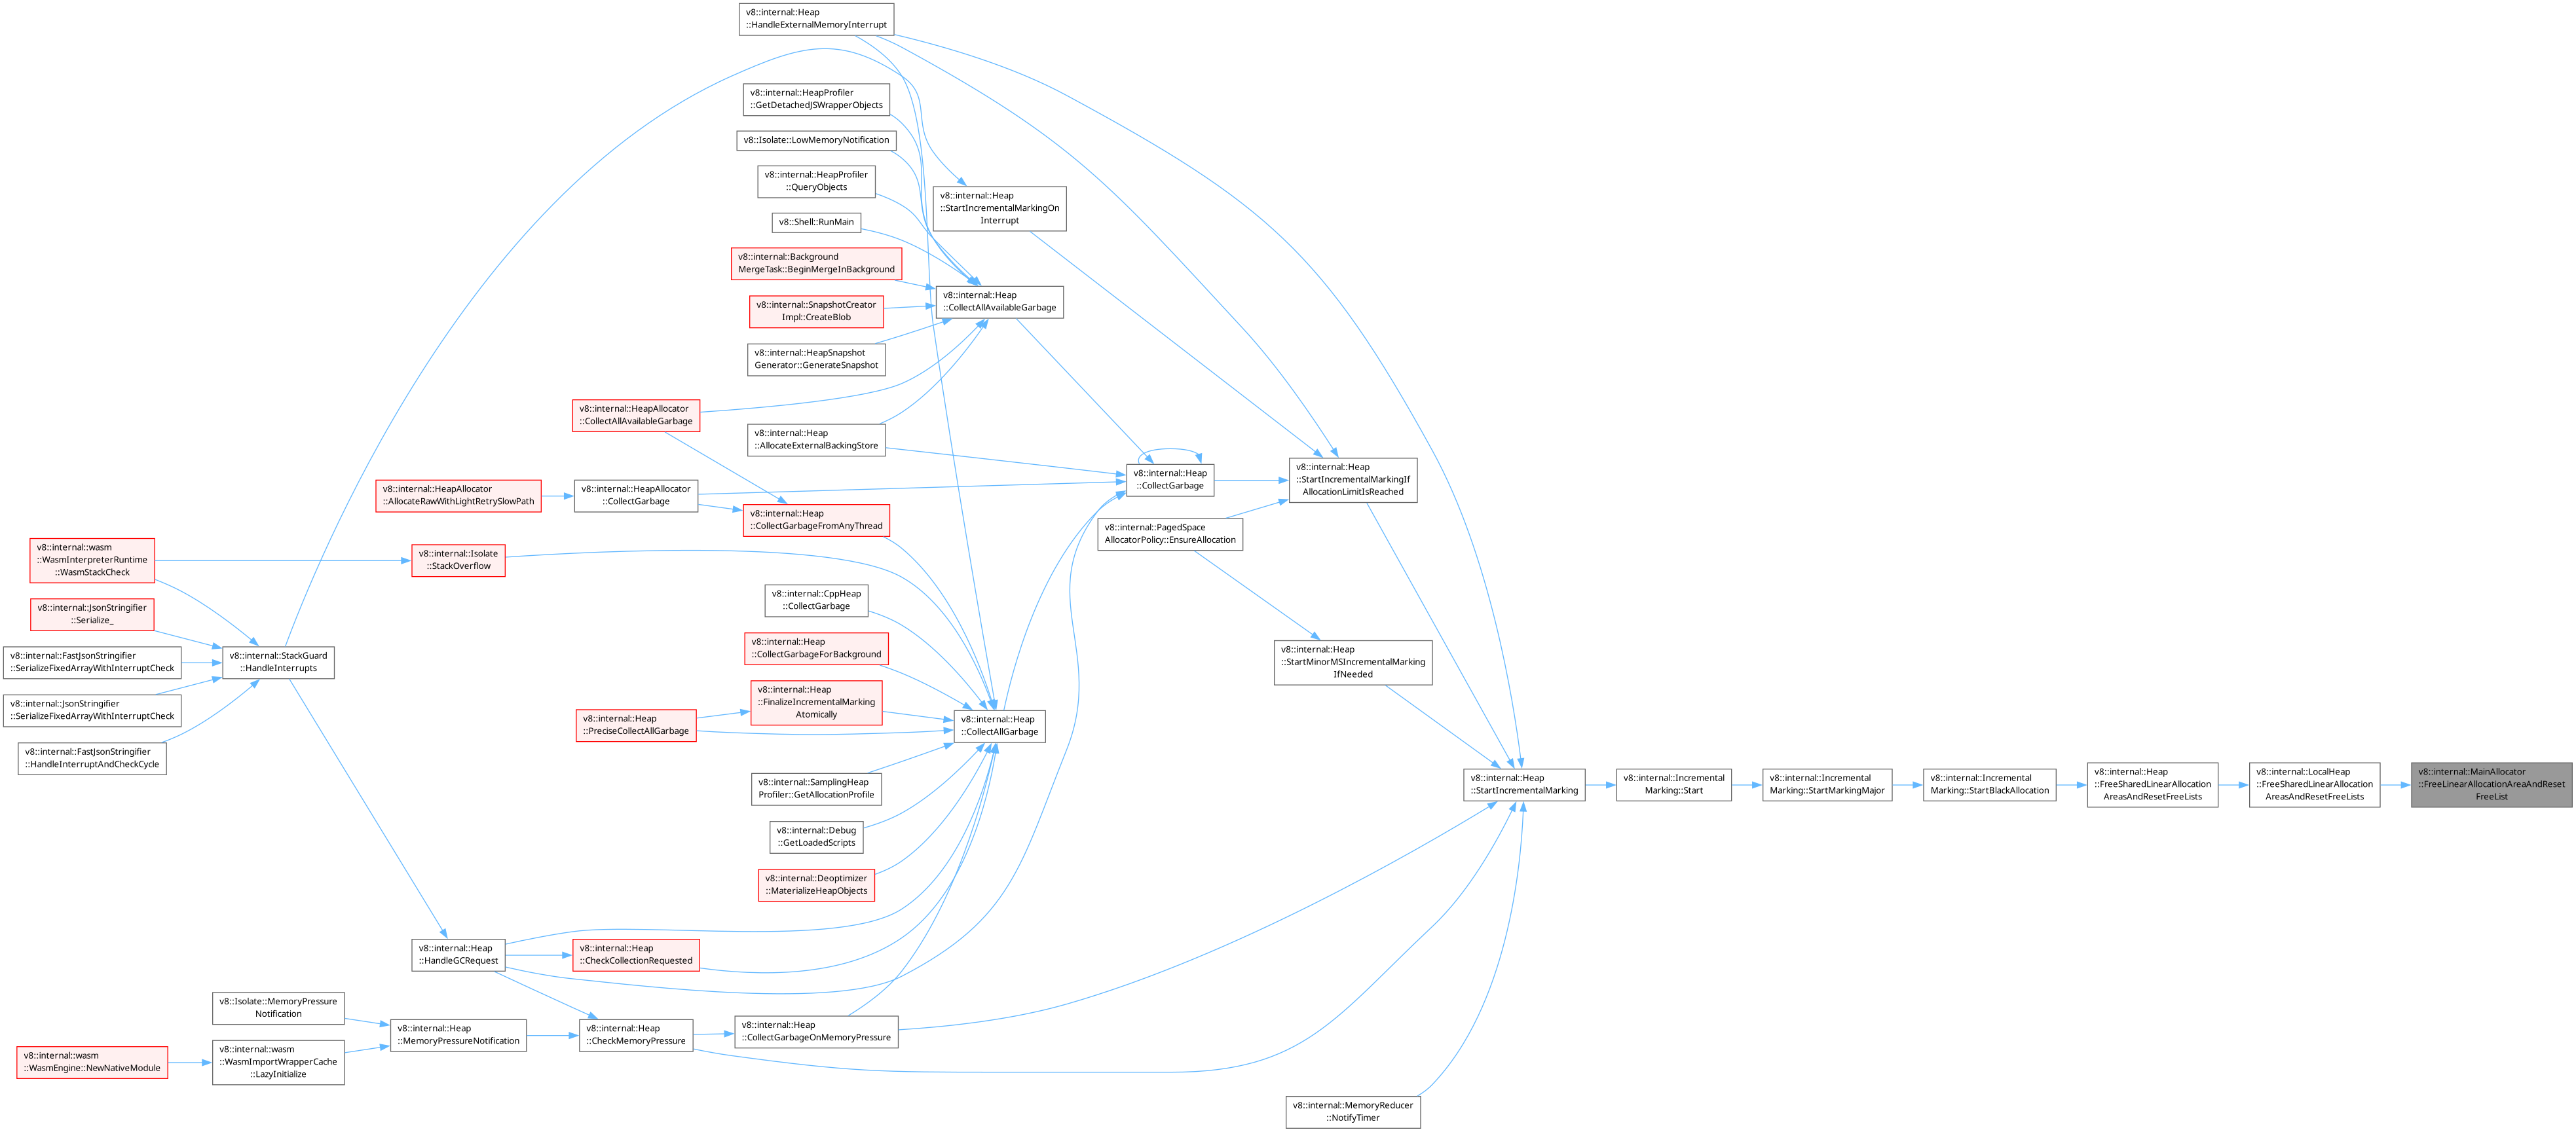 v8::internal::Heap
::HandleExternalMemoryInterrupt
v8::internal::HeapProfiler
::GetDetachedJSWrapperObjects
v8::Isolate::LowMemoryNotification
v8::internal::HeapProfiler
::QueryObjects
v8::internal::Heap
::StartIncrementalMarkingOn
Interrupt
v8::Shell::RunMain
v8::internal::Background
MergeTask::BeginMergeInBackground
v8::internal::SnapshotCreator
Impl::CreateBlob
v8::internal::Heap
::CollectAllAvailableGarbage
v8::internal::HeapSnapshot
Generator::GenerateSnapshot
v8::internal::HeapAllocator
::CollectAllAvailableGarbage
v8::internal::Heap
::AllocateExternalBackingStore
v8::internal::Heap
::CollectGarbage
v8::internal::Heap
::StartIncrementalMarkingIf
AllocationLimitIsReached
v8::internal::HeapAllocator
::AllocateRawWithLightRetrySlowPath
v8::internal::HeapAllocator
::CollectGarbage
v8::internal::Heap
::CollectGarbageFromAnyThread
v8::internal::PagedSpace
AllocatorPolicy::EnsureAllocation
v8::internal::wasm
::WasmInterpreterRuntime
::WasmStackCheck
v8::internal::Isolate
::StackOverflow
v8::internal::JsonStringifier
::Serialize_
v8::internal::CppHeap
::CollectGarbage
v8::internal::FastJsonStringifier
::SerializeFixedArrayWithInterruptCheck
v8::internal::StackGuard
::HandleInterrupts
v8::internal::Heap
::CollectGarbageForBackground
v8::internal::Heap
::StartMinorMSIncrementalMarking
IfNeeded
v8::internal::JsonStringifier
::SerializeFixedArrayWithInterruptCheck
v8::internal::Heap
::PreciseCollectAllGarbage
v8::internal::Heap
::FinalizeIncrementalMarking
Atomically
v8::internal::Heap
::CollectAllGarbage
v8::internal::FastJsonStringifier
::HandleInterruptAndCheckCycle
v8::internal::SamplingHeap
Profiler::GetAllocationProfile
v8::internal::Heap
::StartIncrementalMarking
v8::internal::Incremental
Marking::Start
v8::internal::Incremental
Marking::StartMarkingMajor
v8::internal::Incremental
Marking::StartBlackAllocation
v8::internal::Heap
::FreeSharedLinearAllocation
AreasAndResetFreeLists
v8::internal::LocalHeap
::FreeSharedLinearAllocation
AreasAndResetFreeLists
v8::internal::MainAllocator
::FreeLinearAllocationAreaAndReset
FreeList
v8::internal::Debug
::GetLoadedScripts
v8::internal::Deoptimizer
::MaterializeHeapObjects
v8::internal::Heap
::HandleGCRequest
v8::internal::Heap
::CheckCollectionRequested
v8::Isolate::MemoryPressure
Notification
v8::internal::Heap
::MemoryPressureNotification
v8::internal::Heap
::CheckMemoryPressure
v8::internal::Heap
::CollectGarbageOnMemoryPressure
v8::internal::wasm
::WasmEngine::NewNativeModule
v8::internal::wasm
::WasmImportWrapperCache
::LazyInitialize
v8::internal::MemoryReducer
::NotifyTimer